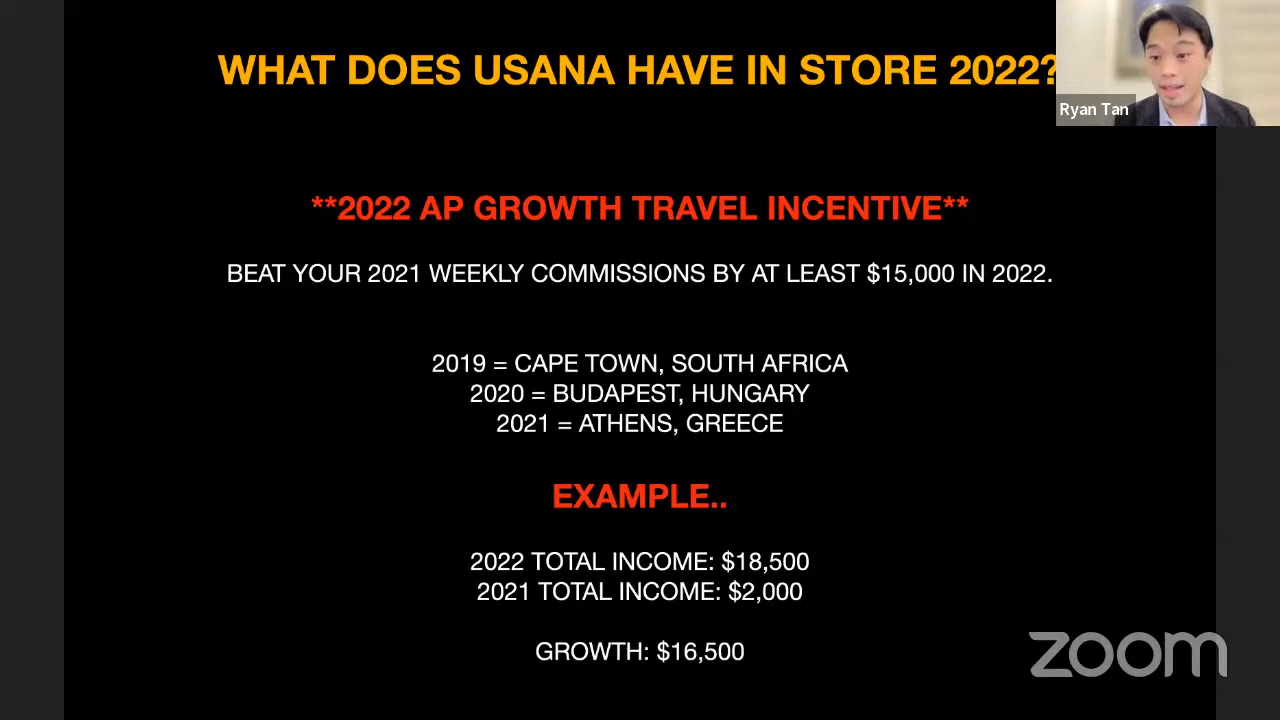 WHAT DOES USANA HAVE IN STORE 2022?
Ryan Tan
**2022 AP GROWTH TRAVEL INCENTIVE**
BEAT YOUR 2021 WEEKLY COMMISSIONS BY AT LEAST $15,000 IN 2022.
2019 = CAPE TOWN, SOUTH AFRICA
2020 = BUDAPEST, HUNGARY
2021 = ATHENS, GREECE
EXAMPLE..
2022 TOTAL INCOME: $18,500
2021 TOTAL INCOME: $2,000
GROWTH: $16,500
zoom